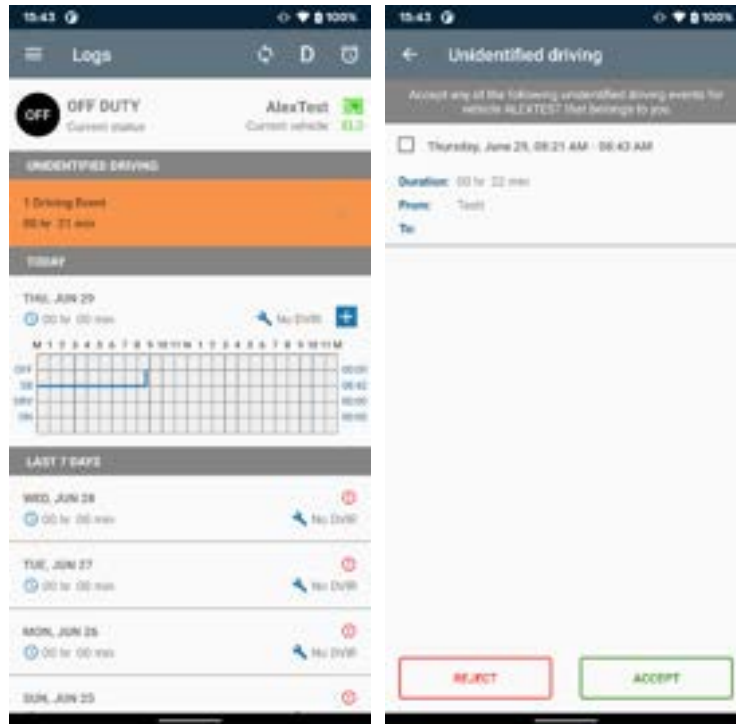 15:43 100%
Logs D
OFF OFF DUTY AlexTest
Current status Current vehicle
UNIDENTIFIED DRIVING
1 Driving Event
00 hr 21 min
TODAY
THU, JUN 29
00 hr 00 min No DVIR
M 1 2 3 4 5 6 7 8 9 10 11 N 1 2 3 4 5 6 7 8 9 10 11 M
OFF 00:00
SB 08:42
DRV 00:00
ON 00:00
LAST 7 DAYS
WED, JUN 28
00 hr 00 min No DVIR
TUE, JUN 27
00 hr 00 min No DVIR
MON, JUN 26
00 hr 00 min No DVIR
SUN, JUN 25
15:43 100%
Unidentified driving
Accept any of the following unidentified driving events for
vehicle ALEXTEST that belongs to you.
Thursday, June 29, 08:21 AM - 08:43 AM
Duration: 00 hr 22 min
From:
To:
REJECT ACCEPT